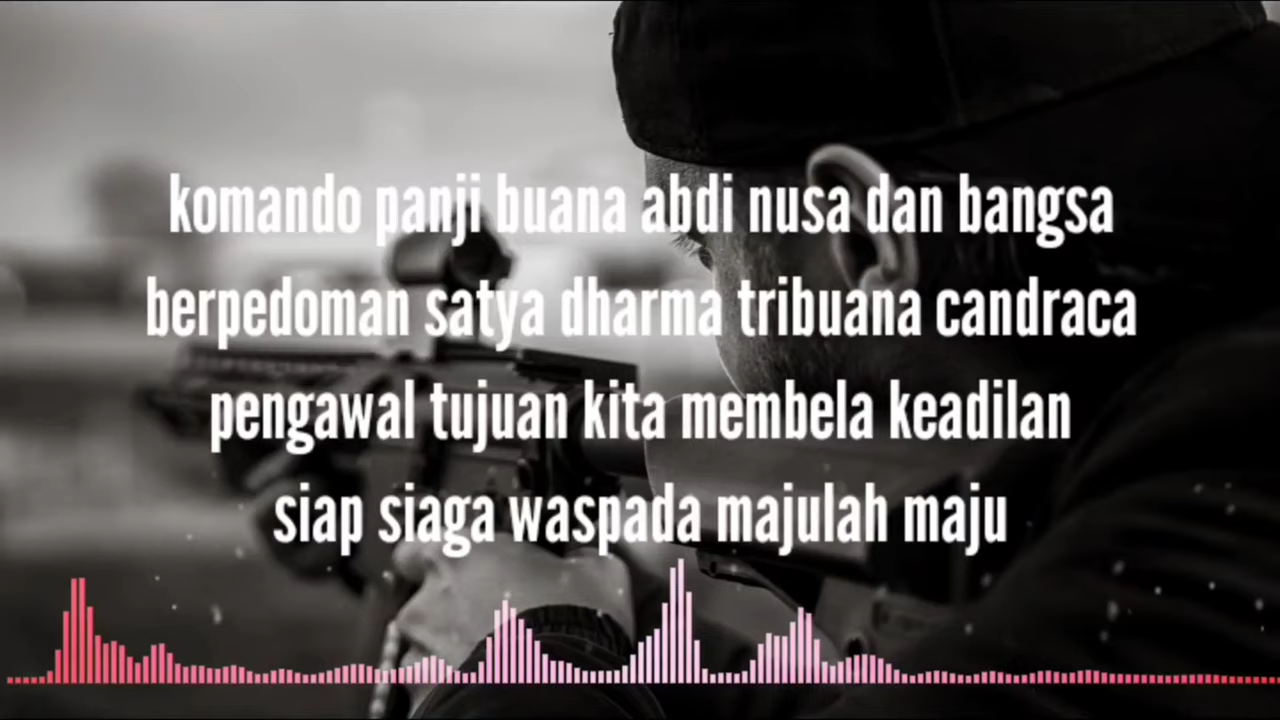 komando panji buana abdi nusa dan bangsa
berpedoman satya dharma tribuana candraca
pengawal tujuan kita membela keadilan
siap siaga waspada majulah maju